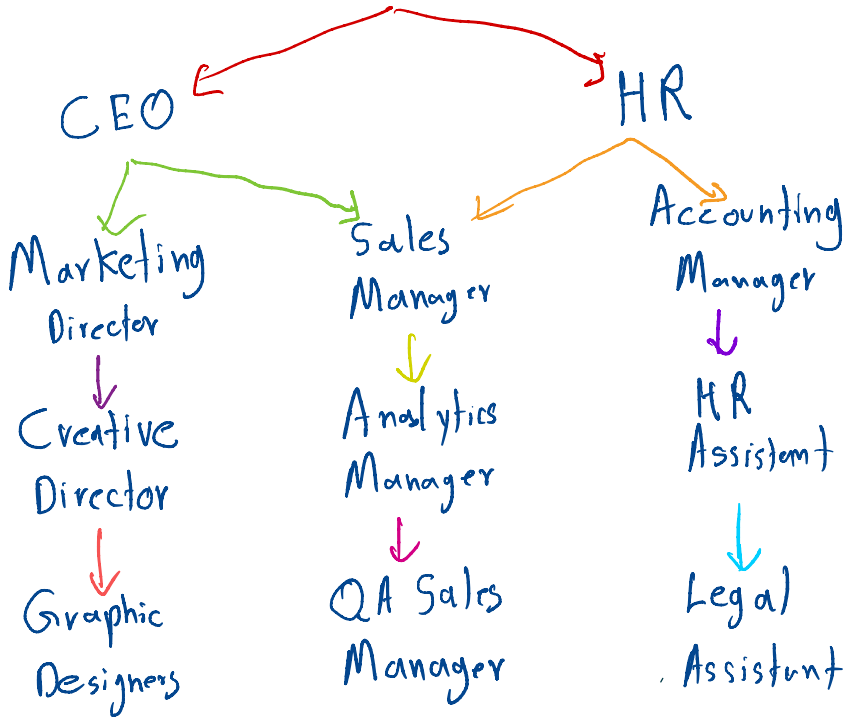 CEO
HR
Marketing
Director
Sales
Manager
Accounting
Manager
Creative
Director
Analytics
Manager
HR
Assistant
Graphic
Designers
QA Sales
Manager
Legal
Assistant